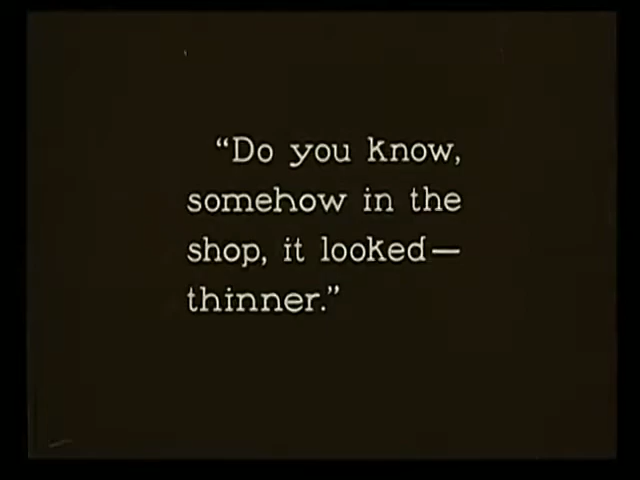 “Do you know,
somehow in the
shop, it looked—
thinner.”